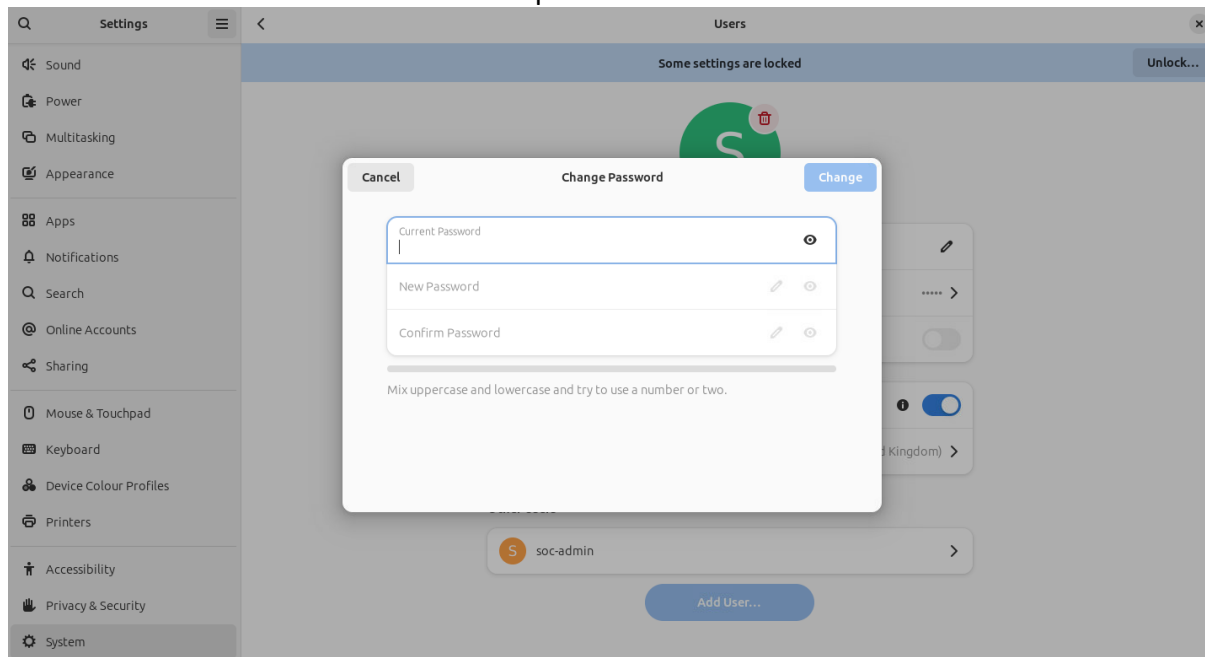 Settings
Users
Sound
Some settings are locked
Unlock...
Power
Multitasking
Appearance
S
Cancel
Change Password
Change
Current Password
New Password
Confirm Password
Mix uppercase and lowercase and try to use a number or two.
Apps
Notifications
Search
Online Accounts
Sharing
Mouse & Touchpad
Keyboard
d Kingdom)
Device Colour Profiles
Printers
S
soc-admin
Accessibility
Add User...
Privacy & Security
System